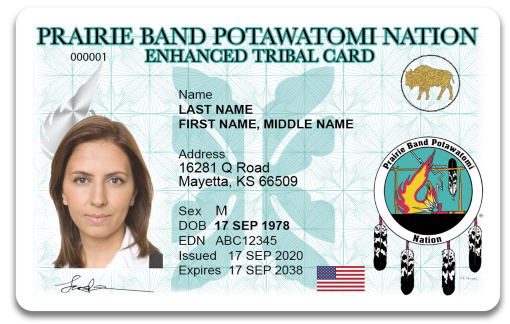 PRAIRIE BAND POTAWATOMI NATION
ENHANCED TRIBAL CARD
000001
Name
LAST NAME
FIRST NAME, MIDDLE NAME
Address
16281 Q Road
Mayetta, KS 66509
Sex M
DOB 17 SEP 1978
EDN ABC12345
Issued 17 SEP 2020
Expires 17 SEP 2038
Prairie Band Potawatomi
Nation